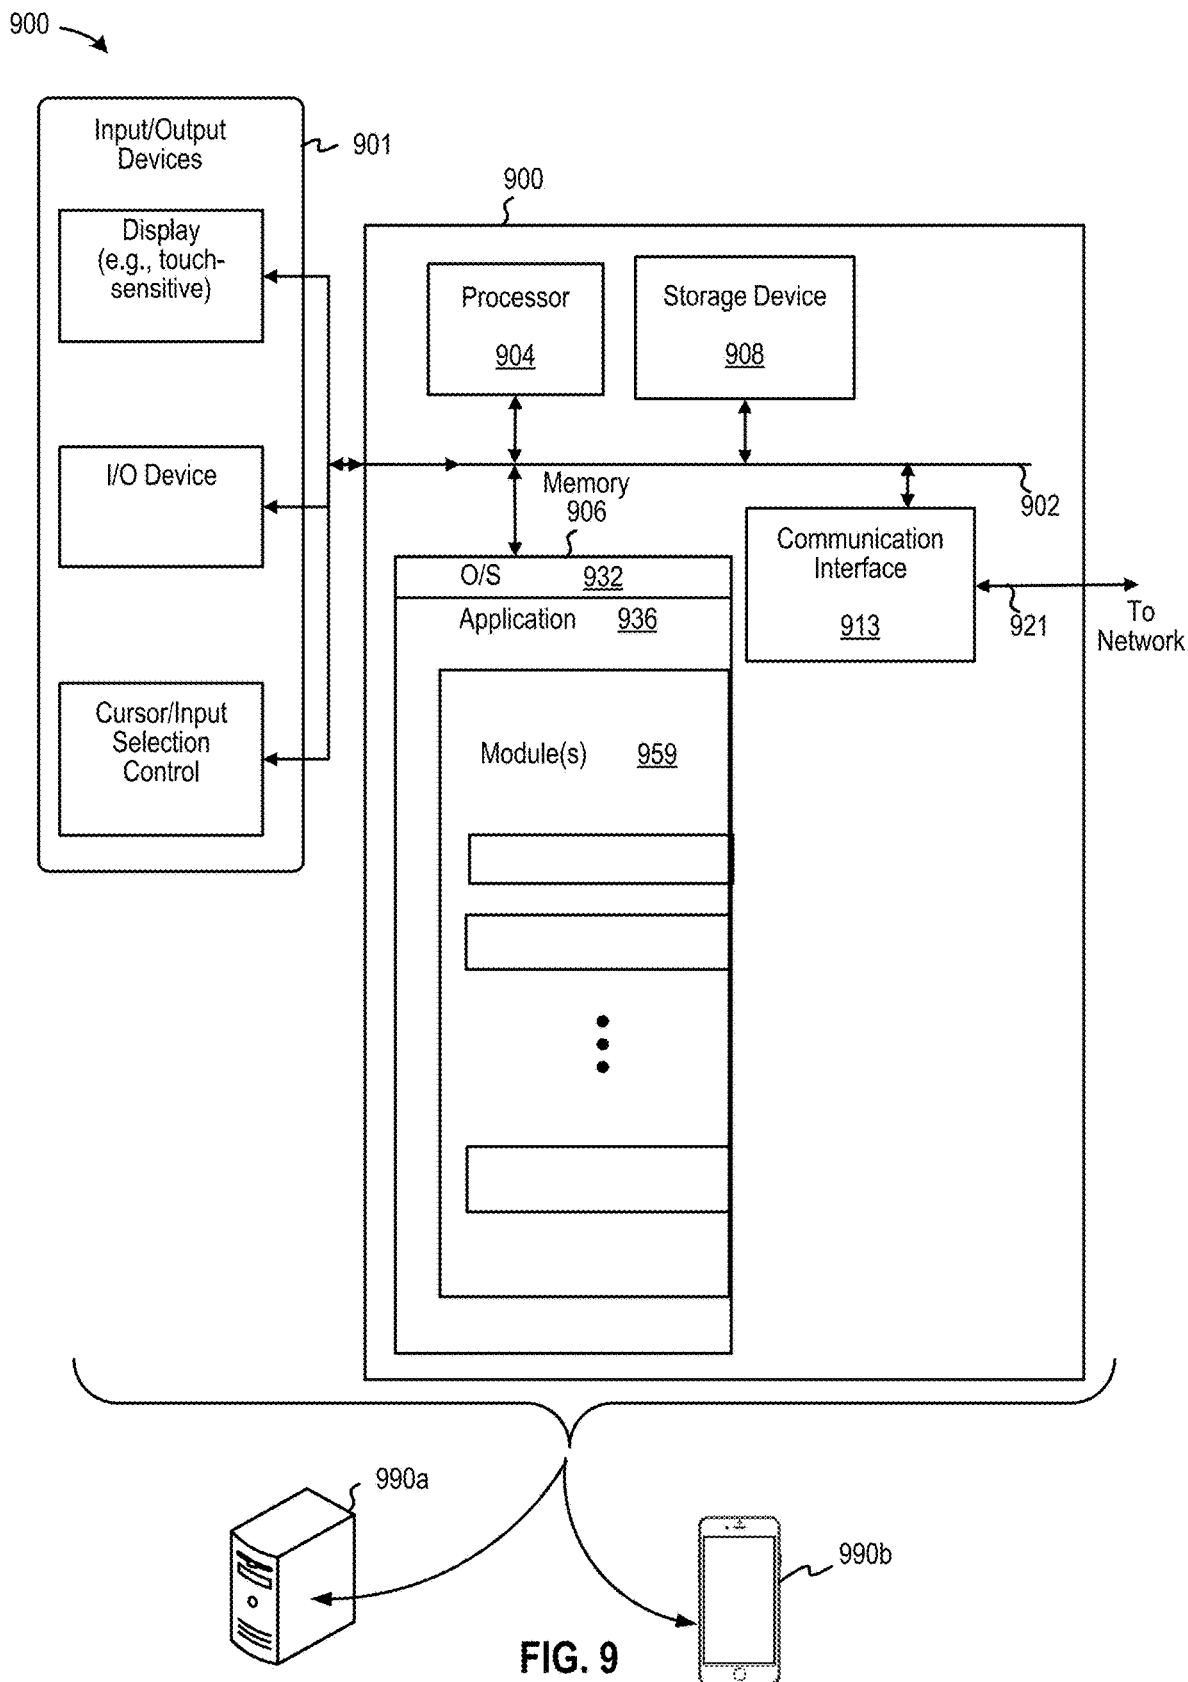 900
Input/Output
Devices
901
Display
(e.g., touch-
sensitive)
I/O Device
Cursor/Input
Selection
Control
900
Processor
904
Storage Device
908
902
Memory
906
O/S 932
Application 936
Module(s) 959
Communication
Interface
913
921
To
Network
990a
990b
FIG. 9